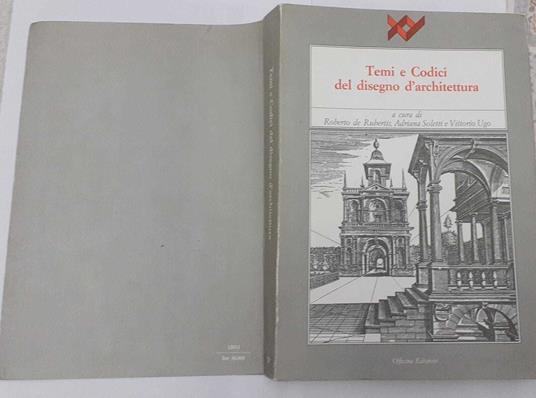 Temi e Codici
del disegno d'architettura
a cura di
Roberto de Rubertis, Adriana Soletti e Vittorio Ugo
Officina Edizioni
Temi e Codici del disegno d'architettura